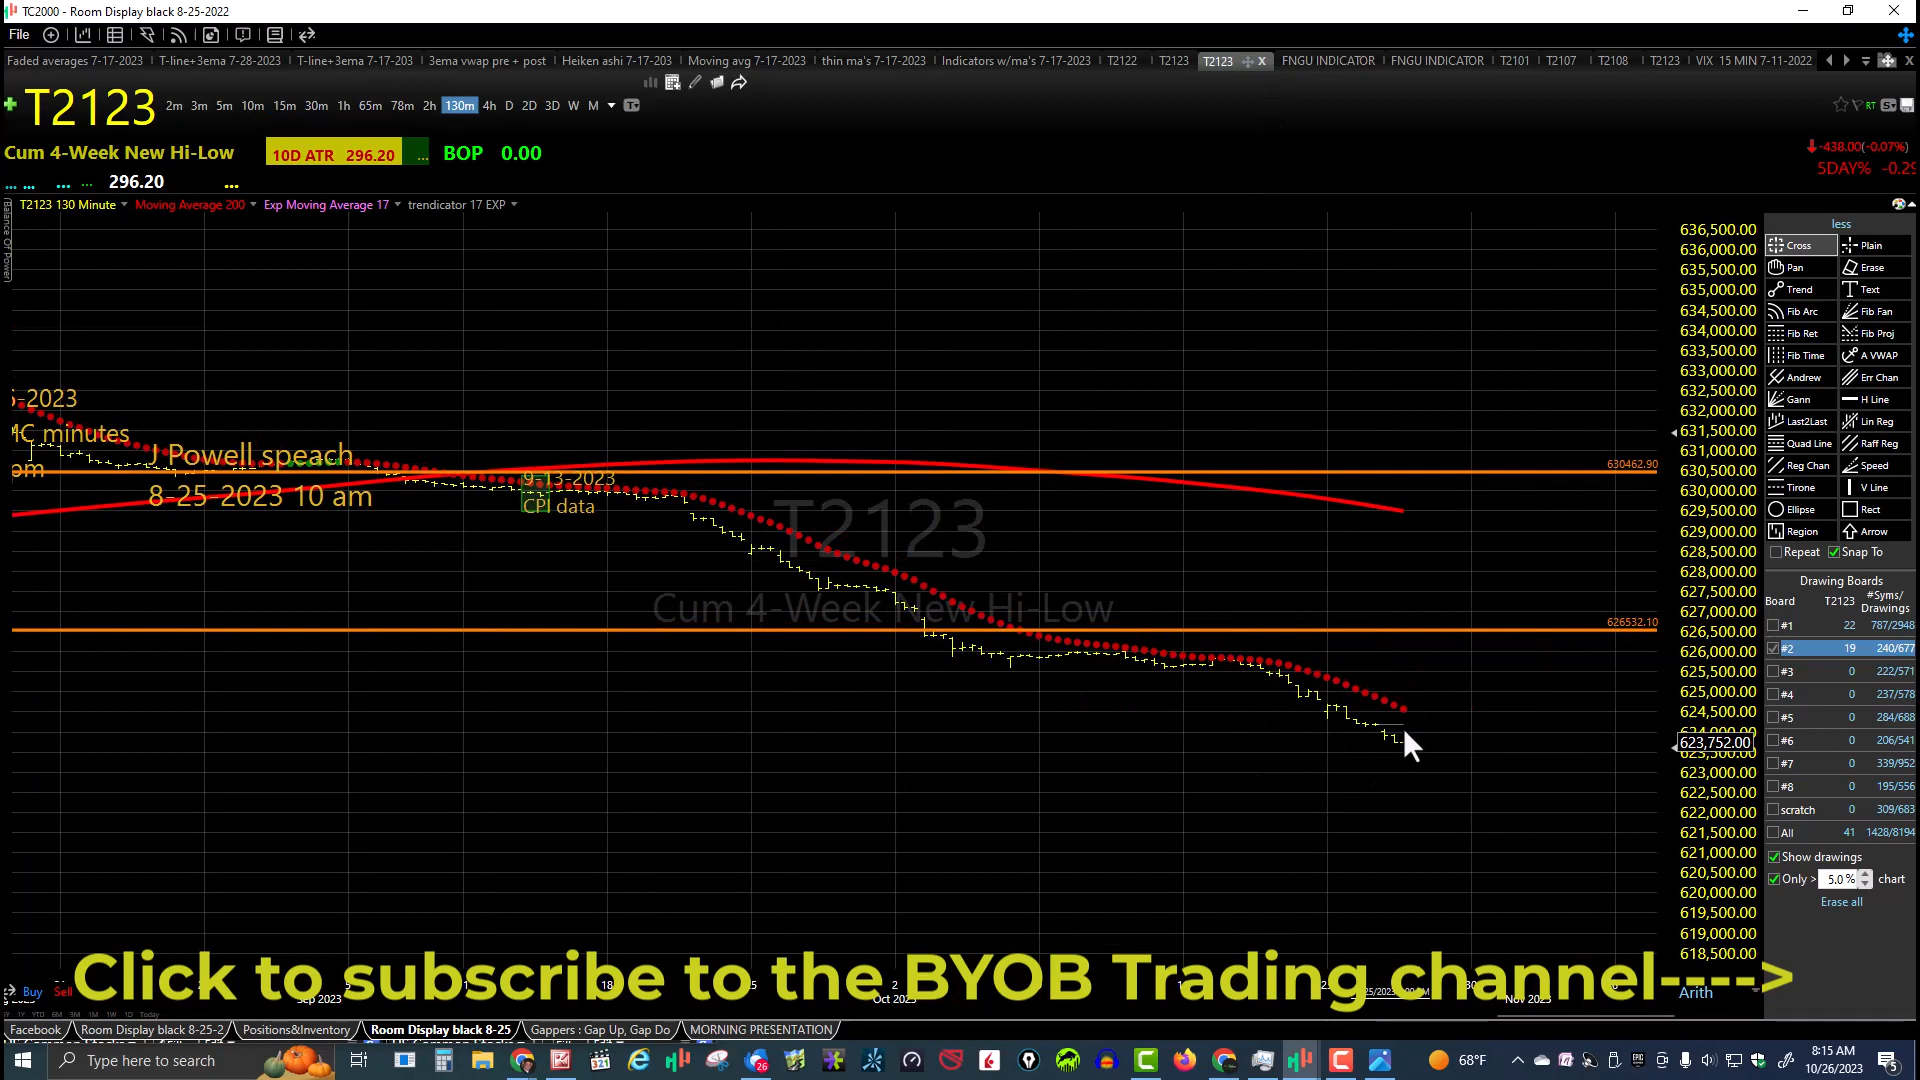 TC2000 - Room Display black 8-25-2022
File
Faded averages 7-17-2023 T-line+3ema 7-28-2023 T-line+3ema 7-17-203 3ema vwap pre + post Heiken ashi 7-17-203 Moving avg 7-17-2023 thin ma's 7-17-2023 Indicators w/ma's 7-17-2023 T2122 T2123 T2123 X FNGU INDICATOR FNGU INDICATOR T2101 T2107 T2108 T2123 VIX 15 MIN 7-11-2022
T2123 2m 3m 5m 10m 15m 30m 1h 65m 78m 2h 130m 4h D 2D 3D W M
RT
Cum 4-Week New Hi-Low 10D ATR 296.20 ... BOP 0.00
-438.00(-0.07%)
5DAY% -0.29
... ... ... ... 296.20 ...
T2123 130 Minute Moving Average 200 Exp Moving Average 17 trendicator 17 EXP
Balance Of Power
636,500.00
636,000.00
635,500.00
635,000.00
634,500.00
634,000.00
633,500.00
633,000.00
632,500.00
632,000.00
631,500.00
631,000.00
630,500.00
630,000.00
629,500.00
629,000.00
628,500.00
628,000.00
627,500.00
627,000.00
626,500.00
626,000.00
625,500.00
625,000.00
624,500.00
623,752.00
623,000.00
622,500.00
622,000.00
621,500.00
621,000.00
620,500.00
620,000.00
619,500.00
619,000.00
618,500.00
-2023
MC minutes
J Powell speach
8-25-2023 10 am
9-13-2023
CPI data
630462.90
626532.10
T2123
Cum 4-Week New Hi-Low
less
Cross Plain
Pan Erase
Trend Text
Fib Arc Fib Fan
Fib Ret Fib Proj
Fib Time A VWAP
Andrew Err Chan
Gann H Line
Last2Last Lin Reg
Quad Line Raff Reg
Reg Chan Speed
Tirone V Line
Ellipse Rect
Region Arrow
Repeat Snap To
Drawing Boards
Board T2123 #Syms/Drawings
#1 22 787/2948
#2 19 240/677
#3 0 222/571
#4 0 237/578
#5 0 284/688
#6 0 206/541
#7 0 339/952
#8 0 195/556
scratch 0 309/683
All 41 1428/8194
Show drawings
Only > 5.0 % chart
Erase all
Click to subscribe to the BYOB Trading channel---->
Buy Sell
Sep 2023 18 Oct 2023 Nov 2023
Arith
1Y YTD 6M 3M 1M 1W 1D Today
Facebook Room Display black 8-25-2 Positions&Inventory Room Display black 8-25 Gappers : Gap Up, Gap Do MORNING PRESENTATION
Type here to search
26
68°F
8:15 AM
10/26/2023
5